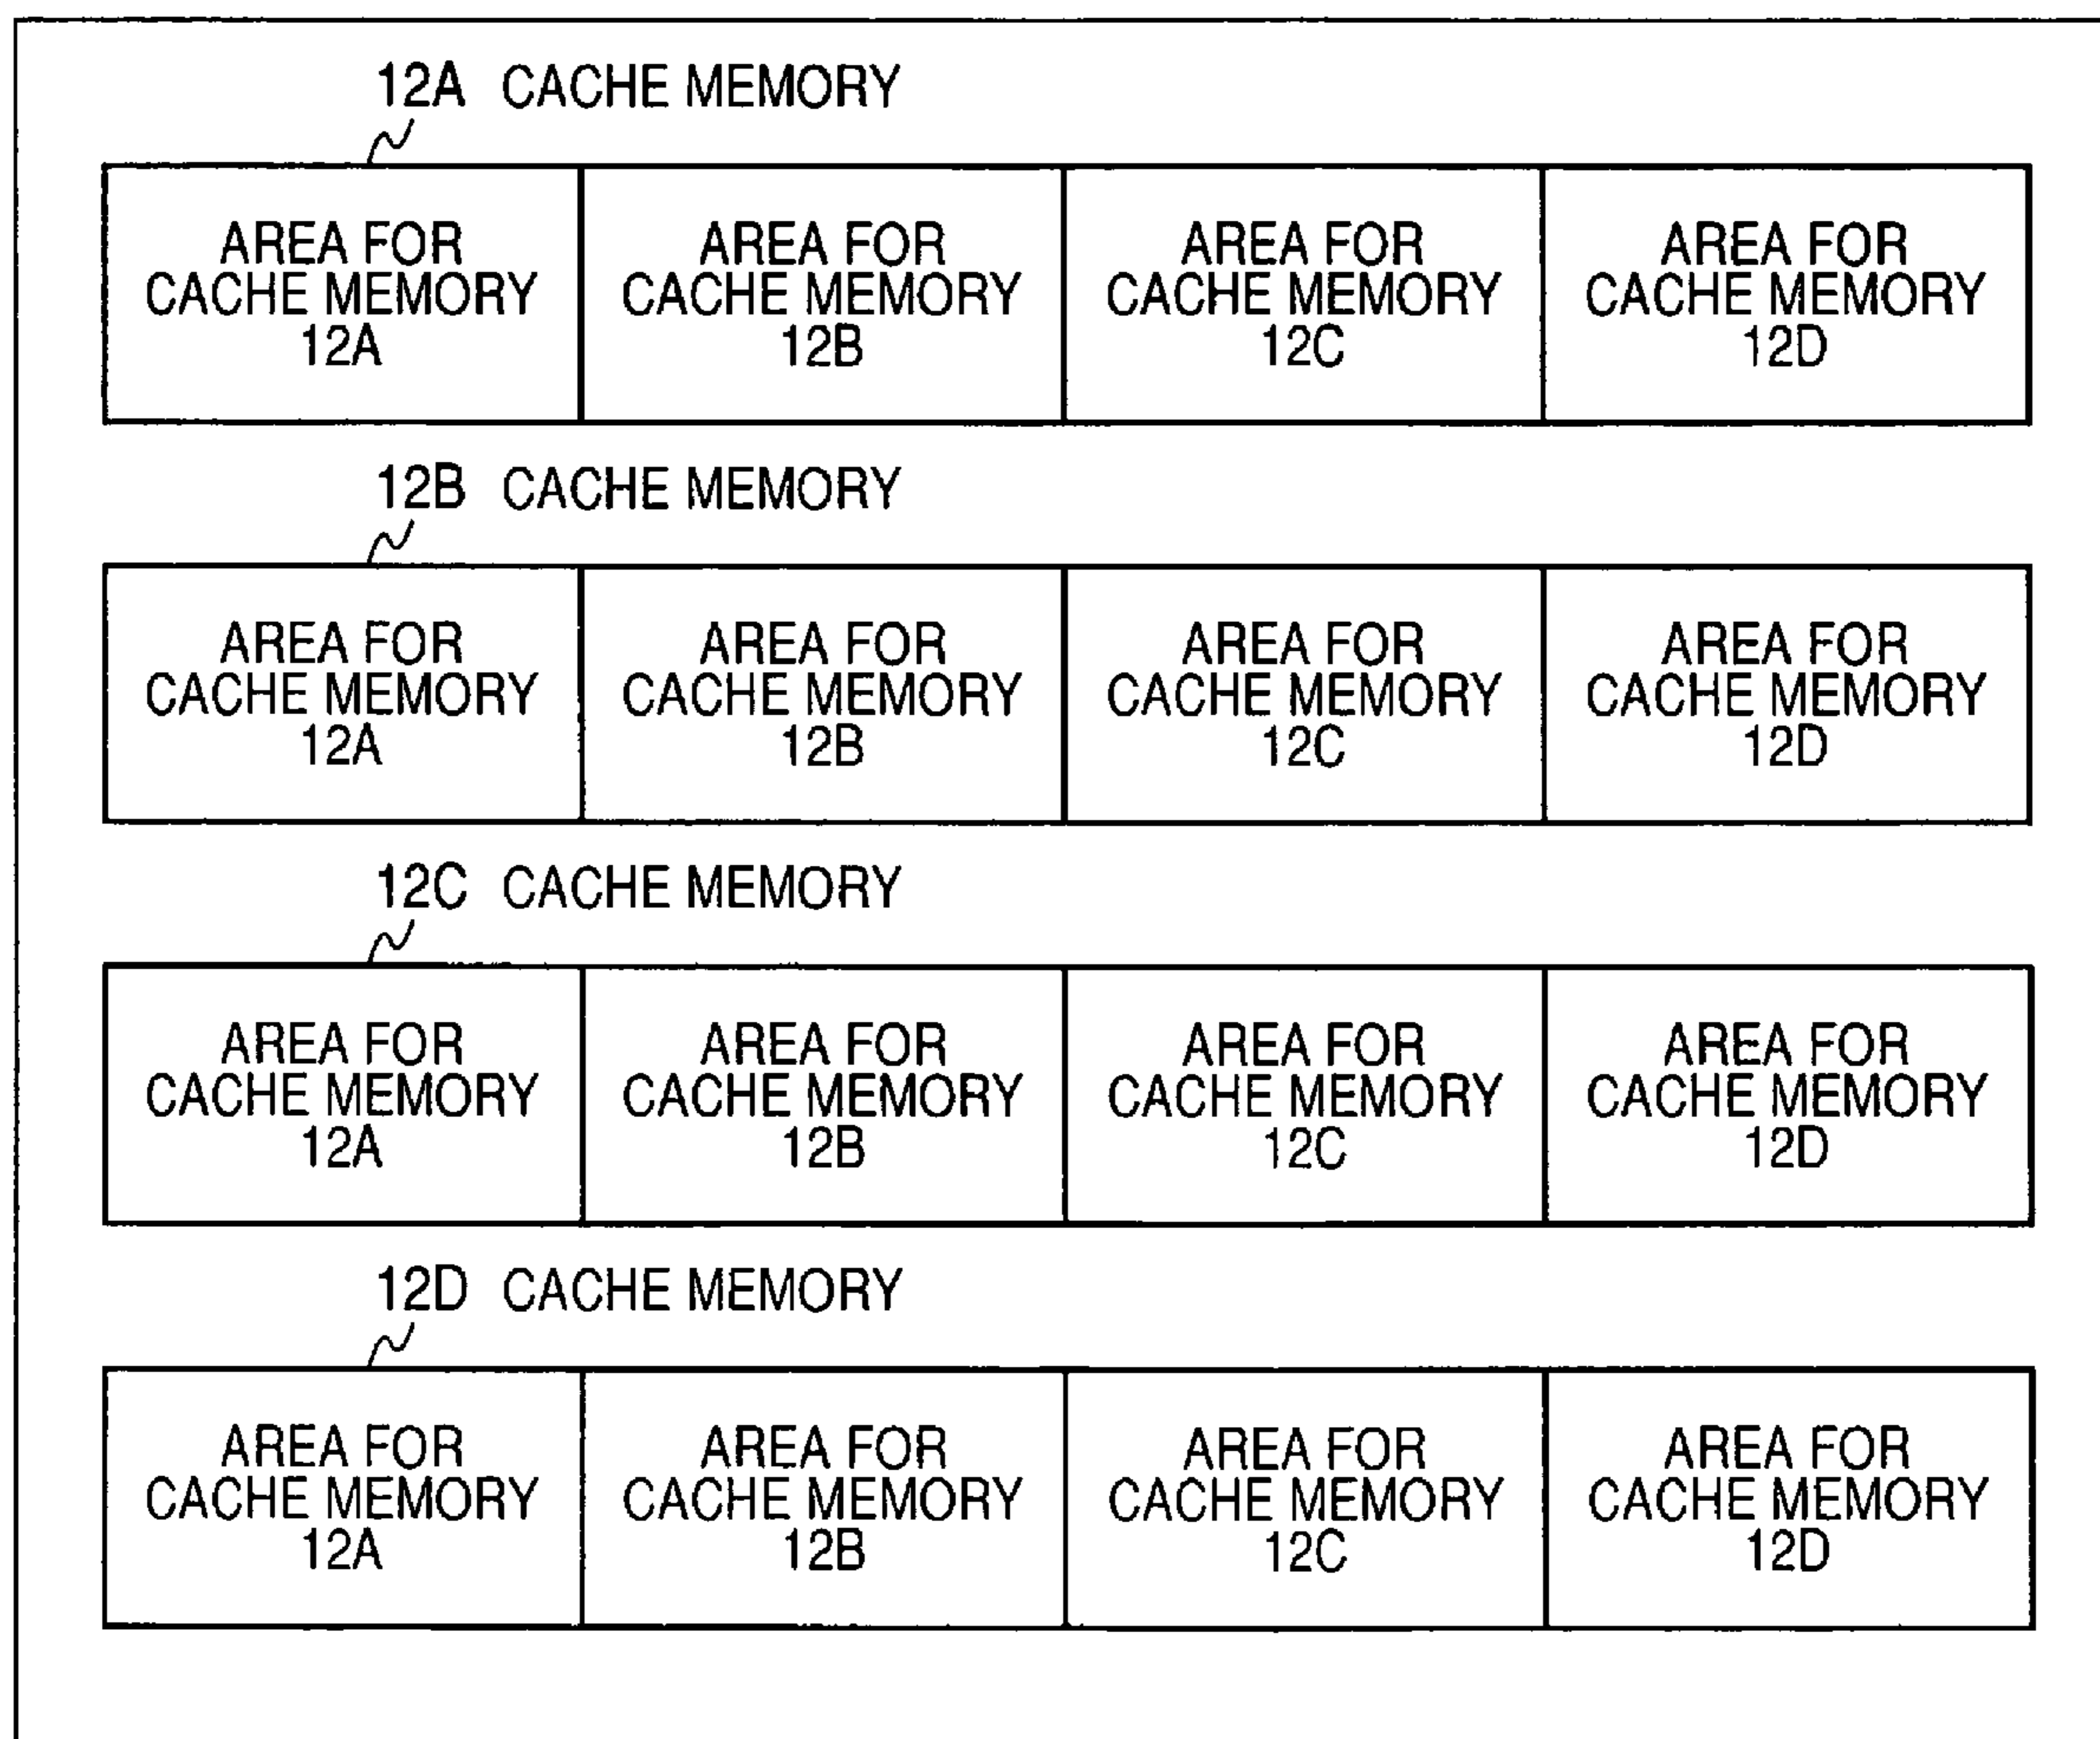 12A CACHE MEMORY
AREA FOR
CACHE MEMORY
12A
AREA FOR
CACHE MEMORY
12B
AREA FOR
CACHE MEMORY
12C
AREA FOR
CACHE MEMORY
12D
12B CACHE MEMORY
AREA FOR
CACHE MEMORY
12A
AREA FOR
CACHE MEMORY
12B
AREA FOR
CACHE MEMORY
12C
AREA FOR
CACHE MEMORY
12D
12C CACHE MEMORY
AREA FOR
CACHE MEMORY
12A
AREA FOR
CACHE MEMORY
12B
AREA FOR
CACHE MEMORY
12C
AREA FOR
CACHE MEMORY
12D
12D CACHE MEMORY
AREA FOR
CACHE MEMORY
12A
AREA FOR
CACHE MEMORY
12B
AREA FOR
CACHE MEMORY
12C
AREA FOR
CACHE MEMORY
12D